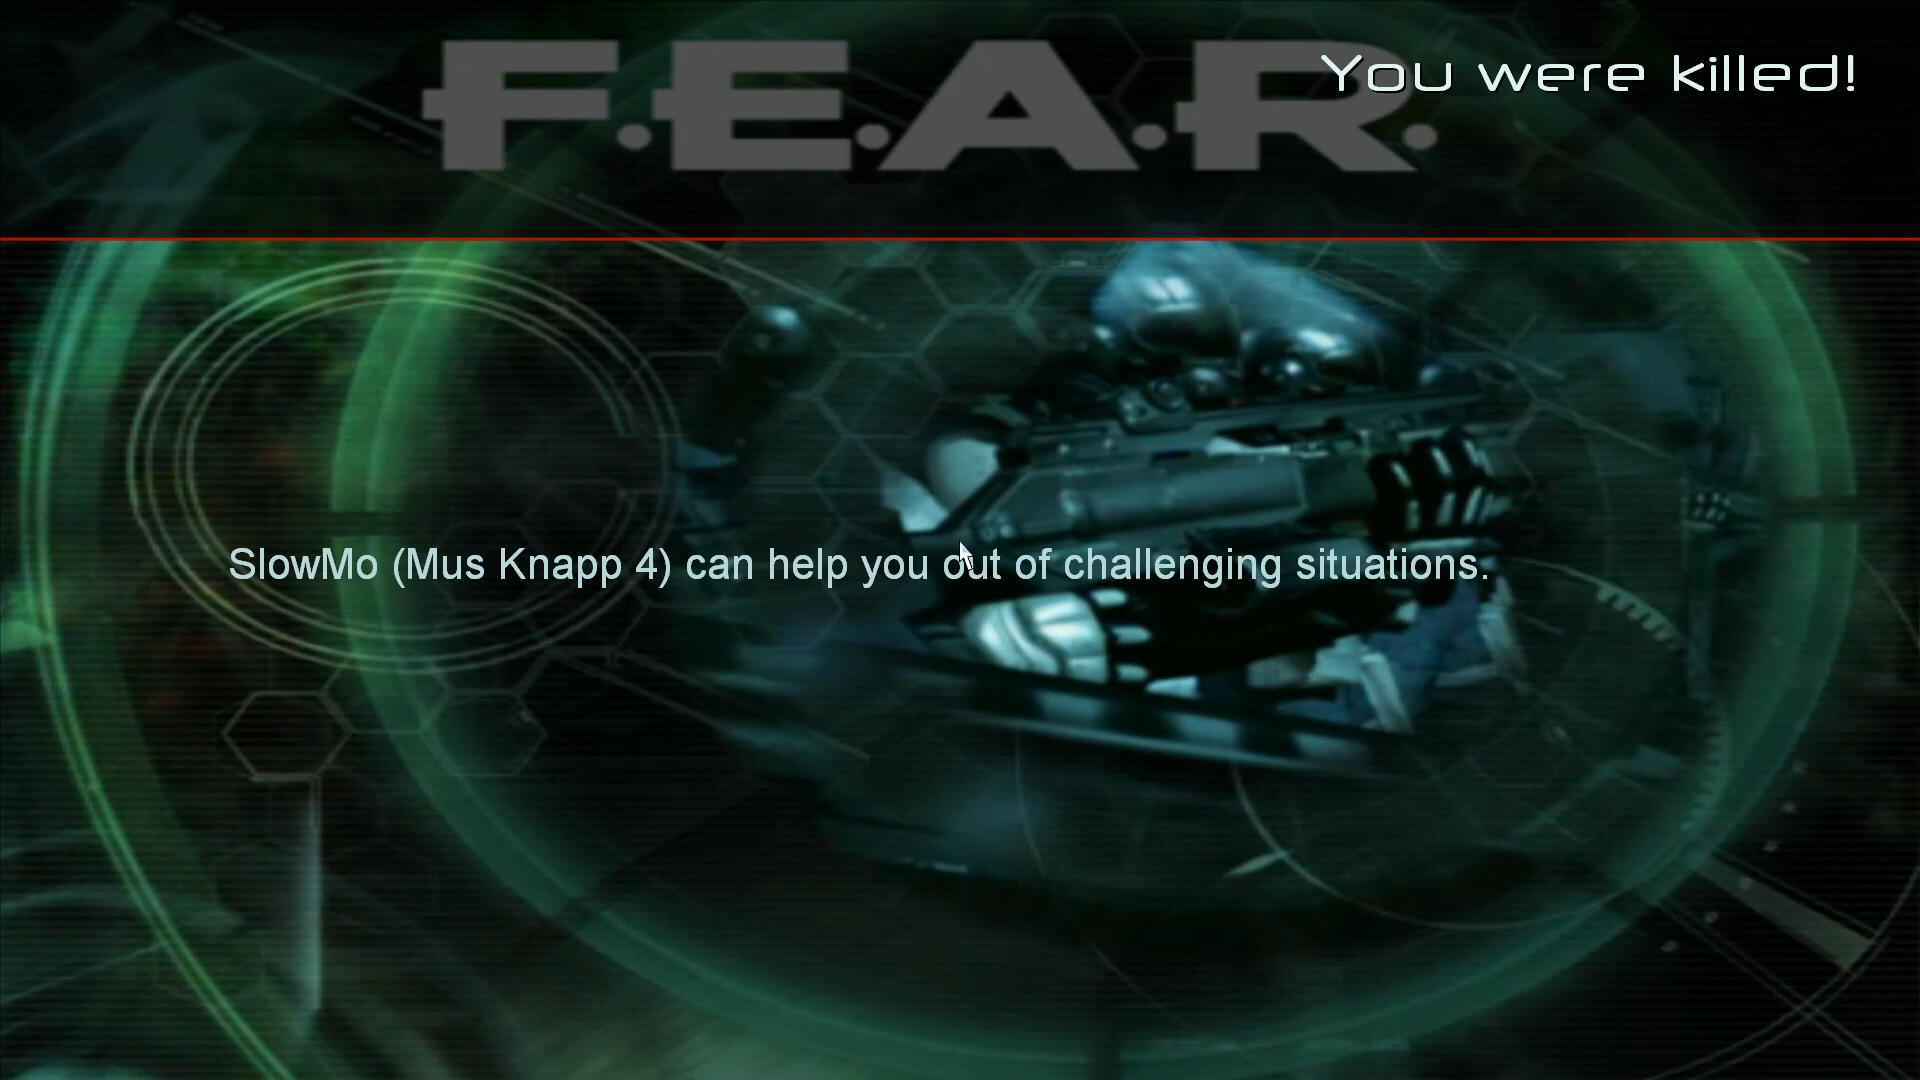 F.E.A.R.
You were killed!
SlowMo (Mus Knapp 4) can help you out of challenging situations.